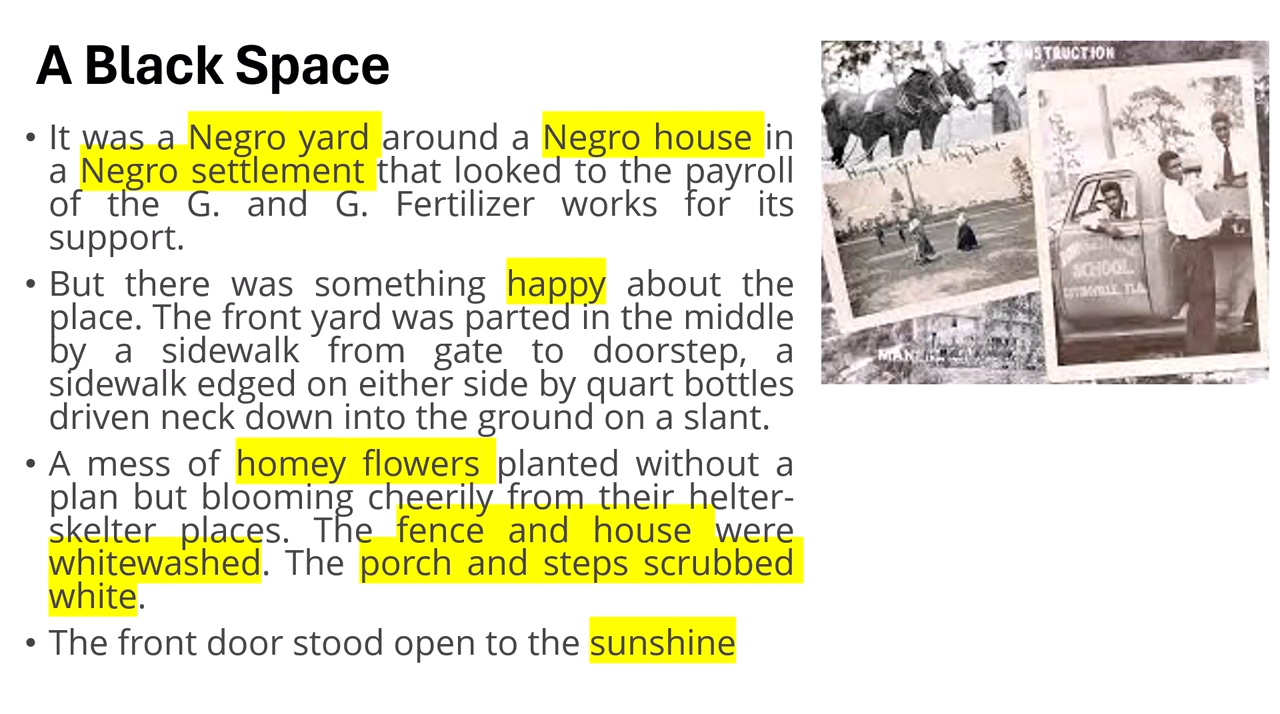 A Black Space
• It was a Negro yard around a Negro house in
a Negro settlement that looked to the payroll
of the G. and G. Fertilizer works for its
support.
• But there was something happy about the
place. The front yard was parted in the middle
by a sidewalk from gate to doorstep, a
sidewalk edged on either side by quart bottles
driven neck down into the ground on a slant.
• A mess of homey flowers planted without a
plan but blooming cheerily from their helter-
skelter places. The fence and house were
whitewashed. The porch and steps scrubbed
white.
• The front door stood open to the sunshine
SCHOOL